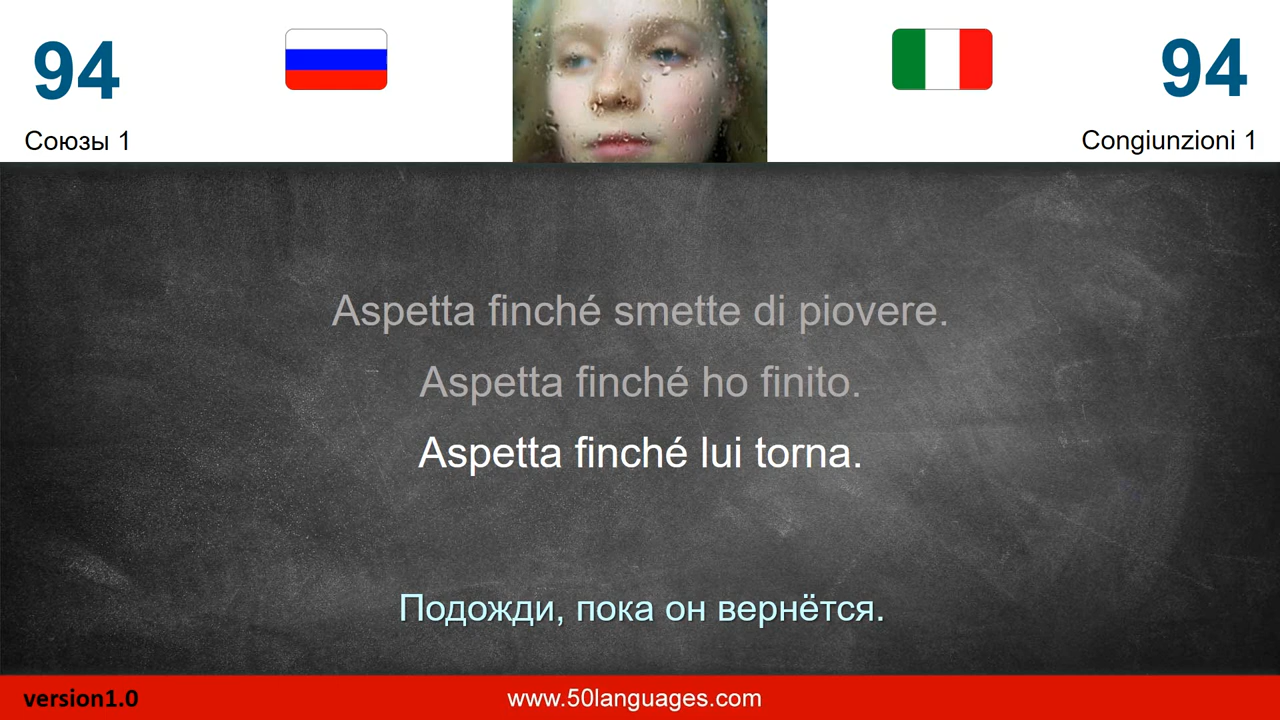 94
94
Союзы 1
Congiunzioni 1
Aspetta finché smette di piovere.
Aspetta finché ho finito.
Aspetta finché lui torna.
Подожди, пока он вернётся.
version1.0
www.50languages.com